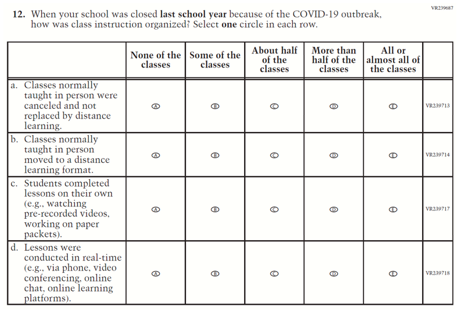 VR239687
12. When your school was closed last school year because of the COVID-19 outbreak,
how was class instruction organized? Select one circle in each row.
None of the
classes
Some of the
classes
About half
of the
classes
More than
half of the
classes
All or
almost all of
the classes
a. Classes normally
taught in person were
canceled and not
replaced by distance
learning.
A B C D E VR239713
b. Classes normally
taught in person
moved to a distance
learning format.
A B C D E VR239714
c. Students completed
lessons on their own
(e.g., watching
pre-recorded videos,
working on paper
packets).
A B C D E VR239717
d. Lessons were
conducted in real-time
(e.g., via phone, video
conferencing, online
chat, online learning
platforms).
A B C D E VR239718